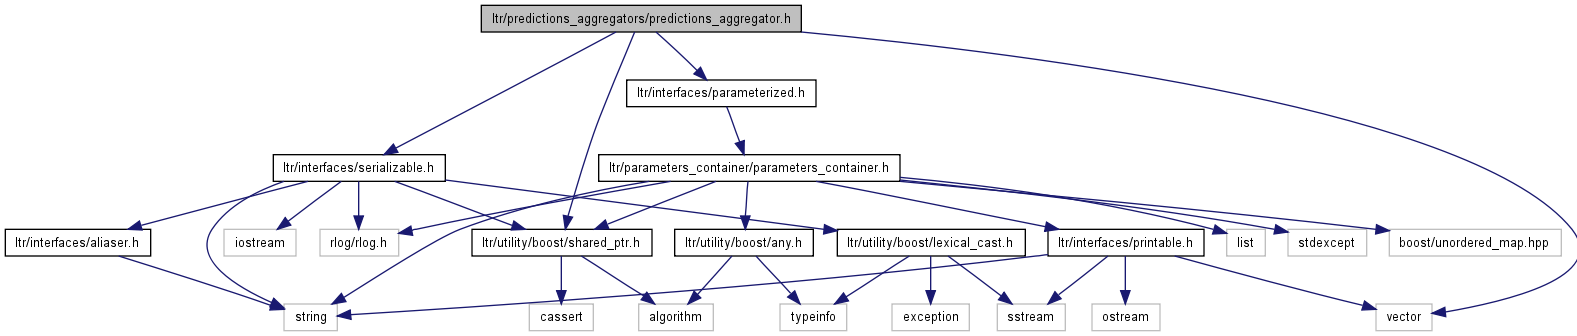 ltr/predictions_aggregators/predictions_aggregator.h
ltr/interfaces/parameterized.h
ltr/interfaces/serializable.h
ltr/parameters_container/parameters_container.h
ltr/interfaces/aliaser.h
iostream
rlog/rlog.h
ltr/utility/boost/shared_ptr.h
ltr/utility/boost/any.h
ltr/utility/boost/lexical_cast.h
ltr/interfaces/printable.h
list
stdexcept
boost/unordered_map.hpp
string
cassert
algorithm
typeinfo
exception
sstream
ostream
vector